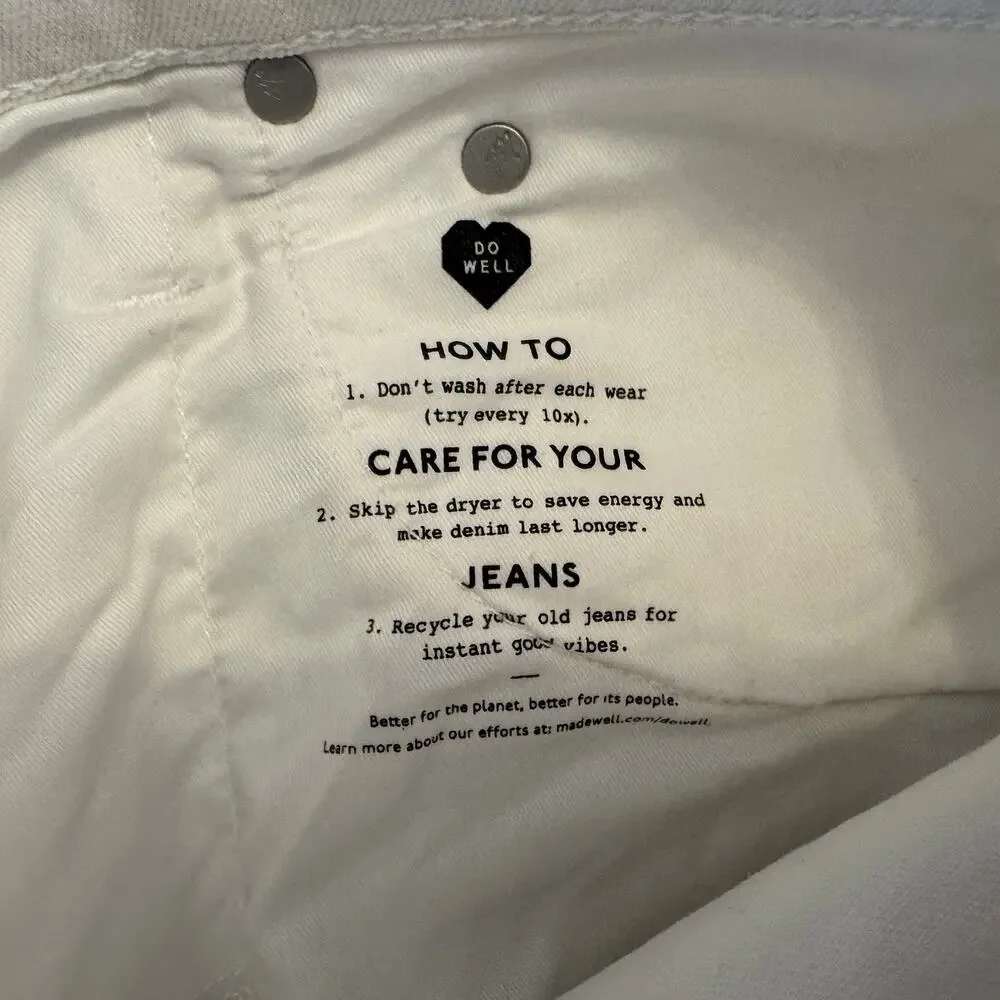 DO
WELL
HOW TO
1. Don't wash after each wear
(try every 10x).
CARE FOR YOUR
2. Skip the dryer to save energy and
make denim last longer.
JEANS
3. Recycle your old jeans for
instant good vibes.
Better for the planet, better for its people.
Learn more about our efforts at: madewell.com/dowell